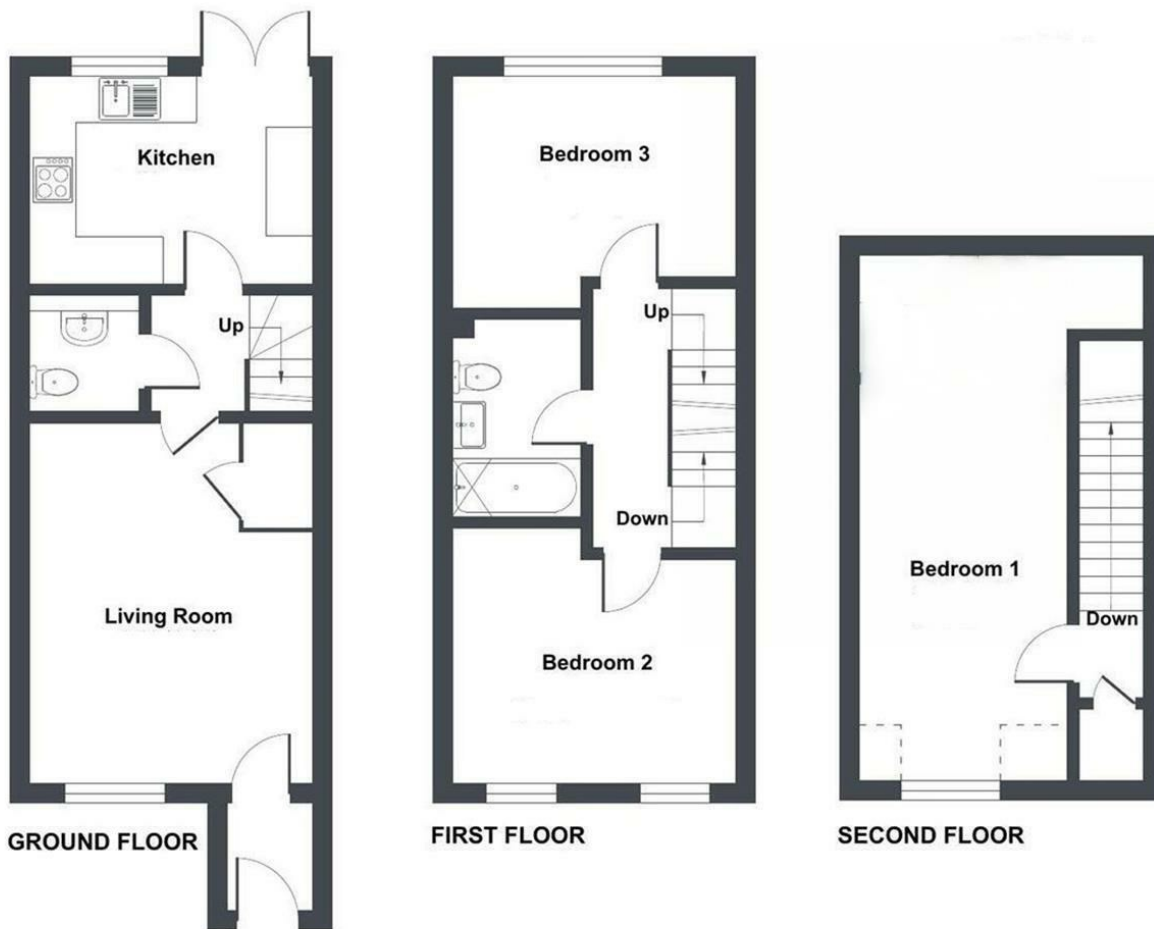 Kitchen
Up
Living Room
GROUND FLOOR
Bedroom 3
Up
Down
Bedroom 2
FIRST FLOOR
Bedroom 1
Down
SECOND FLOOR